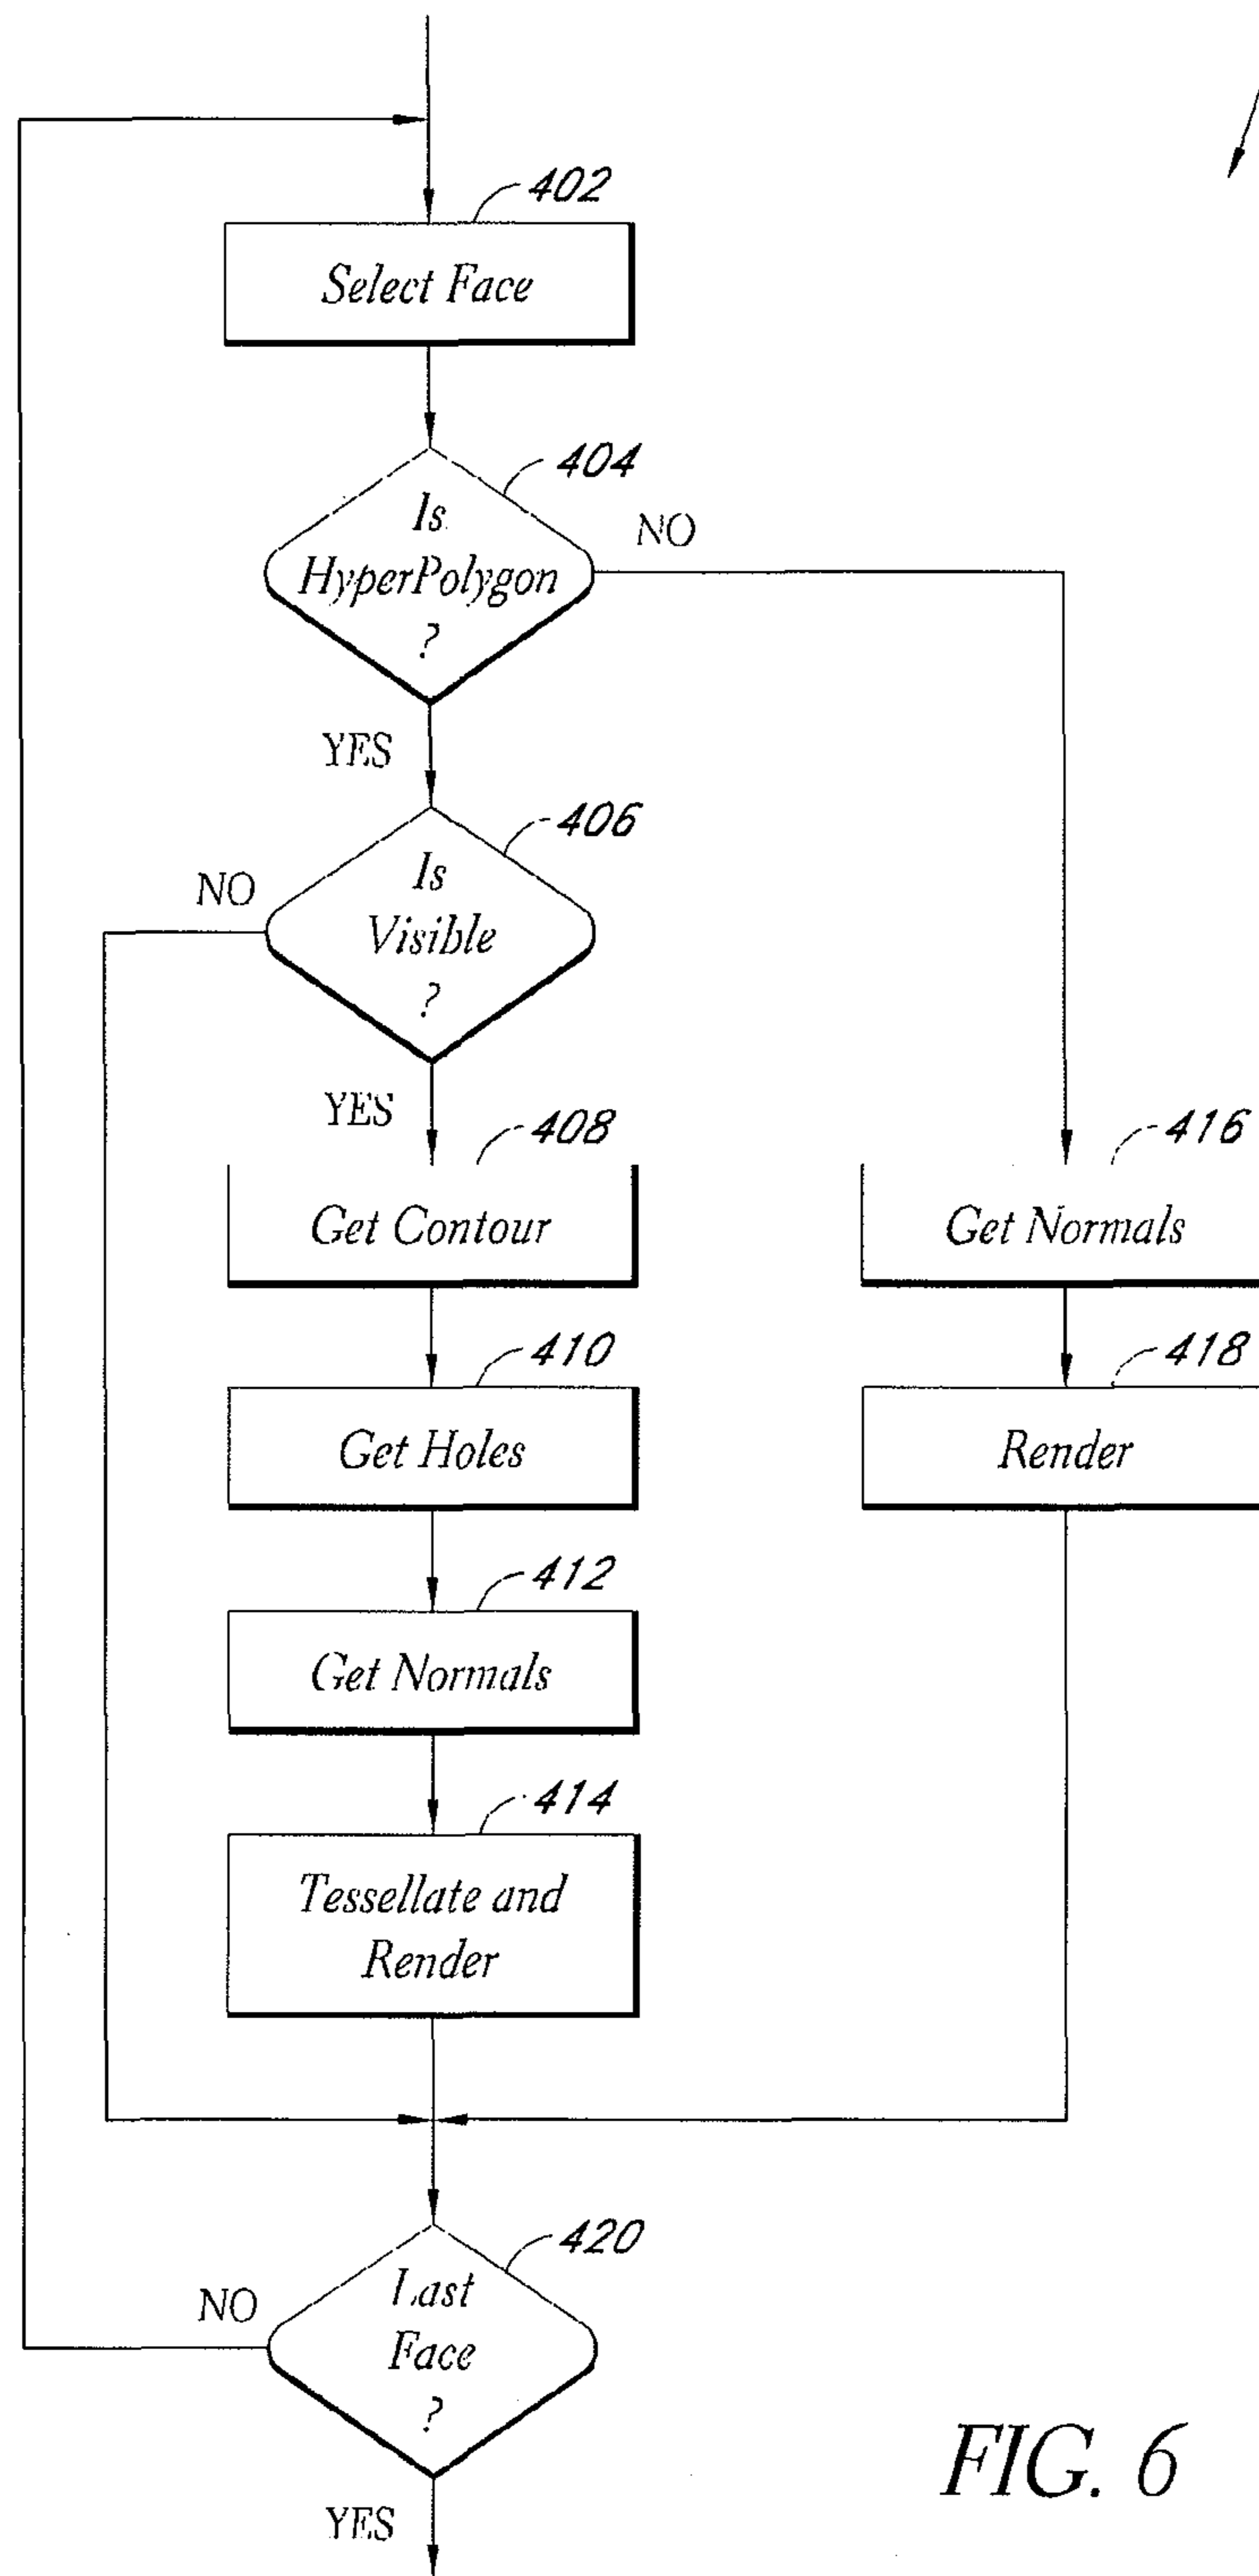 402
Select Face
404
Is
HyperPolygon
?
NO
YES
406
Is
Visible
?
NO
YES
408
Get Contour
416
Get Normals
410
Get Holes
418
Render
412
Get Normals
414
Tessellate and
Render
420
Last
Face
?
NO
YES
FIG. 6